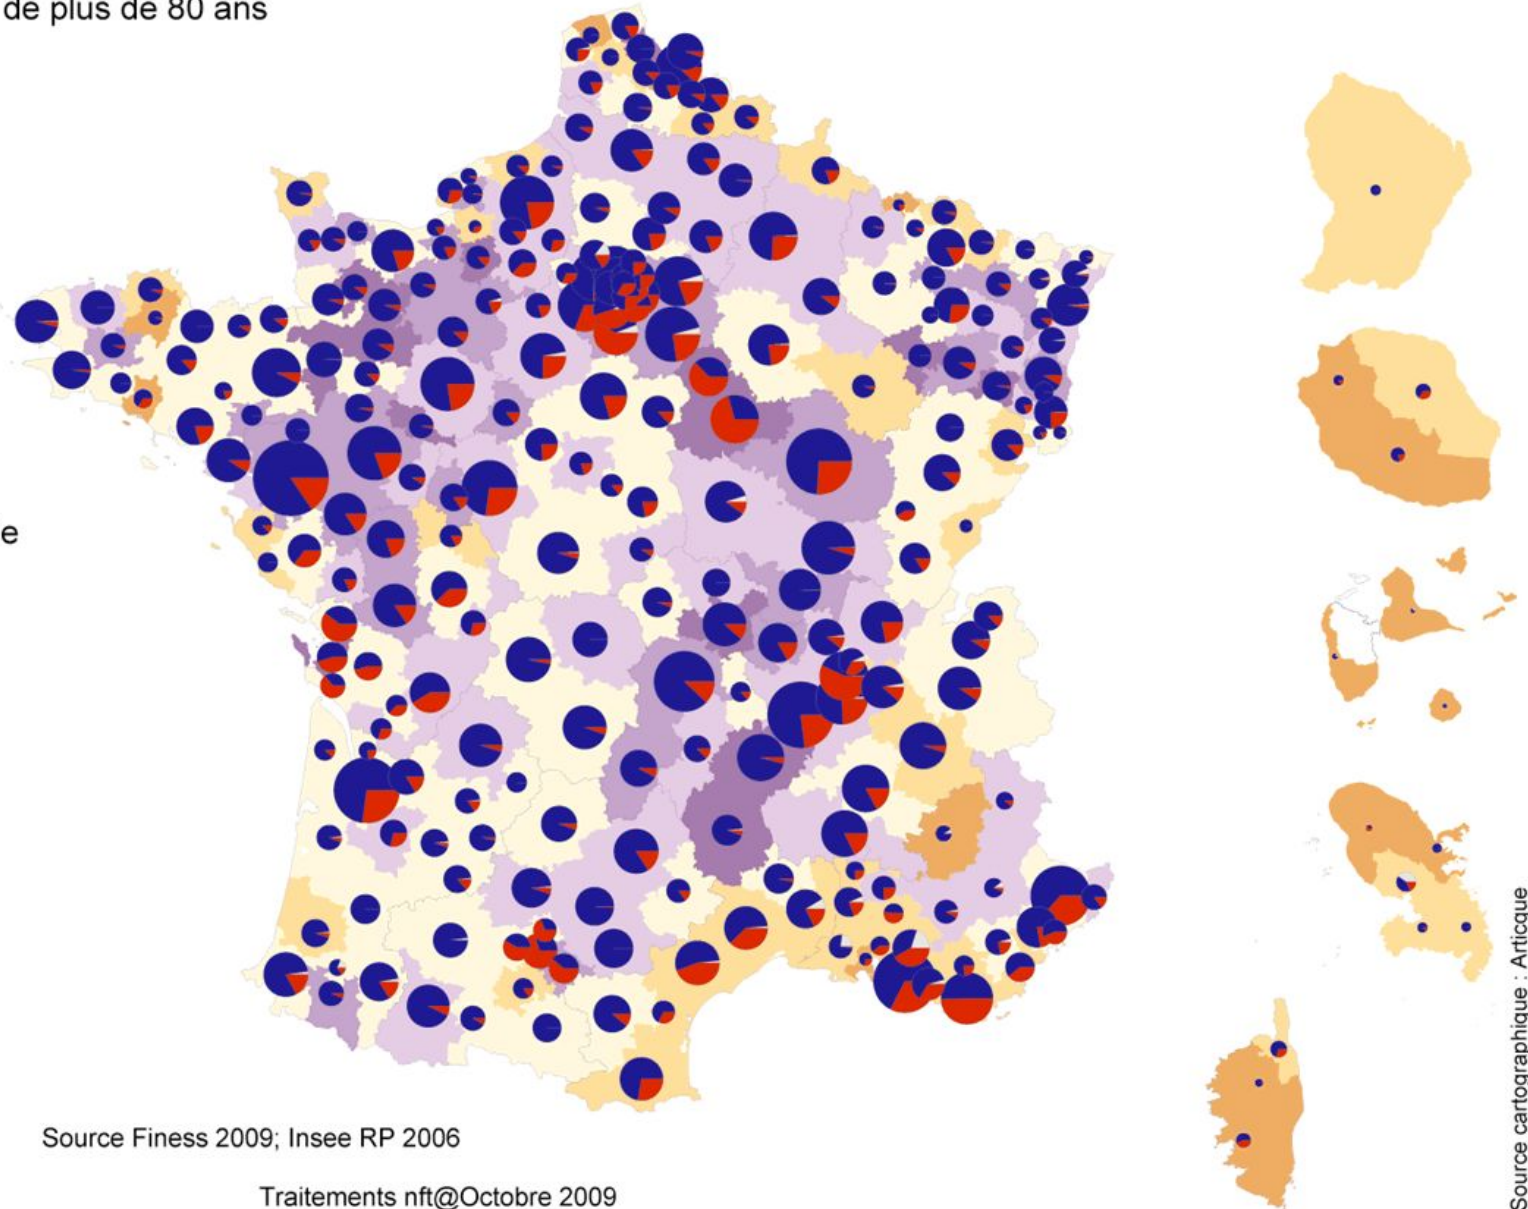 de plus de 80 ans
e
Source Finess 2009; Insee RP 2006
Traitements nft@Octobre 2009
Source cartographique : Articque